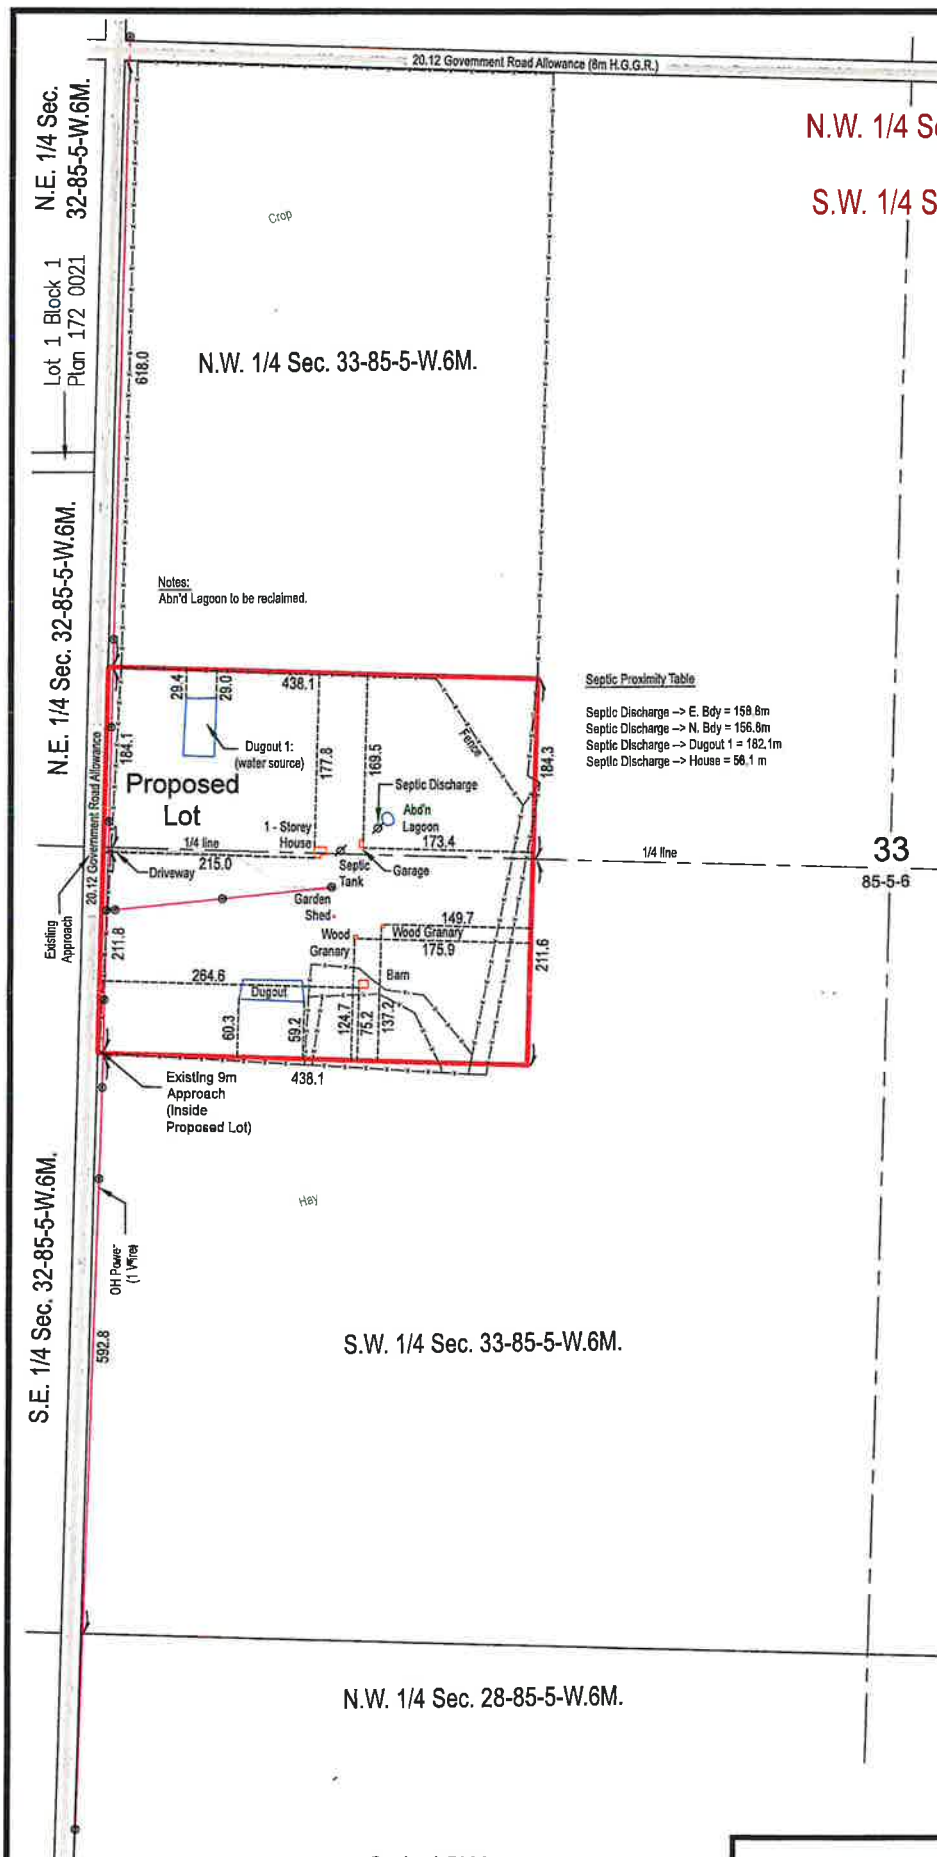 20.12 Government Road Allowance (8m H.G.G.R.)
N.E. 1/4 Sec.
32-85-5-W.6M.
N.W. 1/4
S.W. 1/4
Crop
Lot 1 Block 1
Plan 172 0021
618.0
N.W. 1/4 Sec. 33-85-5-W.6M.
N.E. 1/4 Sec. 32-85-5-W.6M.
Notes:
Abn'd Lagoon to be reclaimed.
Septic Proximity Table
Septic Discharge --> E. Bdy = 158.8m
Septic Discharge --> N. Bdy = 156.8m
Septic Discharge --> Dugout 1 = 182.1m
Septic Discharge --> House = 56.1 m
29.4
29.0
438.1
184.1
Dugout 1:
(water source)
177.8
169.5
Fence
184.3
Proposed
Lot
Septic Discharge
Abd'n
Lagoon
1 - Storey
House
1/4 line
215.0
173.4
1/4 line
33
85-5-6
Driveway
Septic
Tank
Garage
20.12 Government Road Allowance
Existing
Approach
Garden
Shed
211.8
149.7
Wood Granary
Wood
Granary
175.9
211.6
264.6
Barn
Dugout
60.3
59.2
124.7
75.2
137.2
438.1
Existing 9m
Approach
(Inside
Proposed Lot)
Hay
S.E. 1/4 Sec. 32-85-5-W.6M.
OH Power
(1 Wire)
592.8
S.W. 1/4 Sec. 33-85-5-W.6M.
N.W. 1/4 Sec. 28-85-5-W.6M.